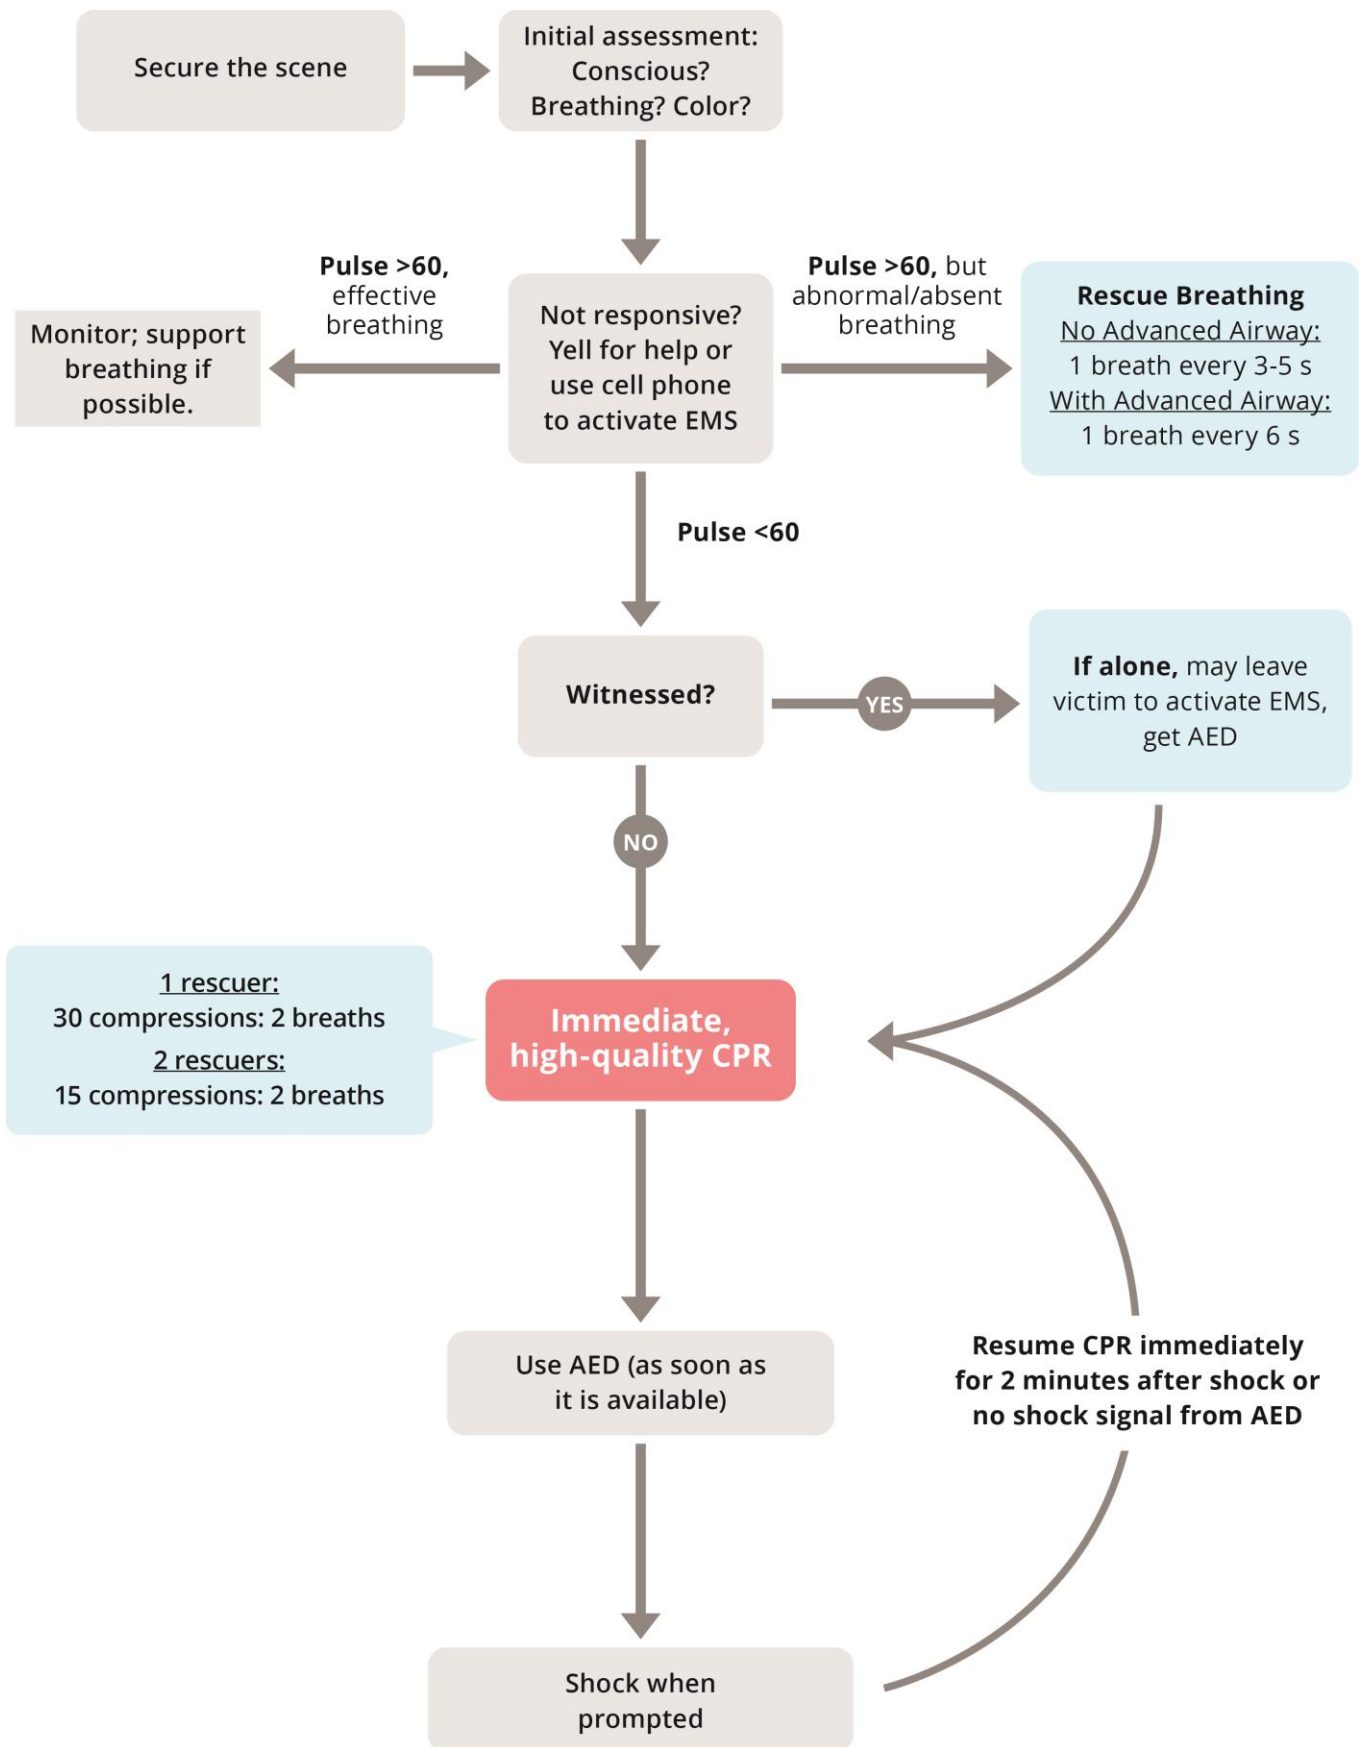 Secure the scene
Initial assessment:
Conscious?
Breathing? Color?
Pulse >60,
effective
breathing
Monitor; support
breathing if
possible.
Not responsive?
Yell for help or
use cell phone
to activate EMS
Pulse >60, but
abnormal/absent
breathing
Rescue Breathing
No Advanced Airway:
1 breath every 3-5 s
With Advanced Airway:
1 breath every 6 s
Pulse <60
Witnessed?
YES
If alone, may leave
victim to activate EMS,
get AED
NO
1 rescuer:
30 compressions: 2 breaths
2 rescuers:
15 compressions: 2 breaths
Immediate,
high-quality CPR
Use AED (as soon as
it is available)
Resume CPR immediately
for 2 minutes after shock or
no shock signal from AED
Shock when
prompted